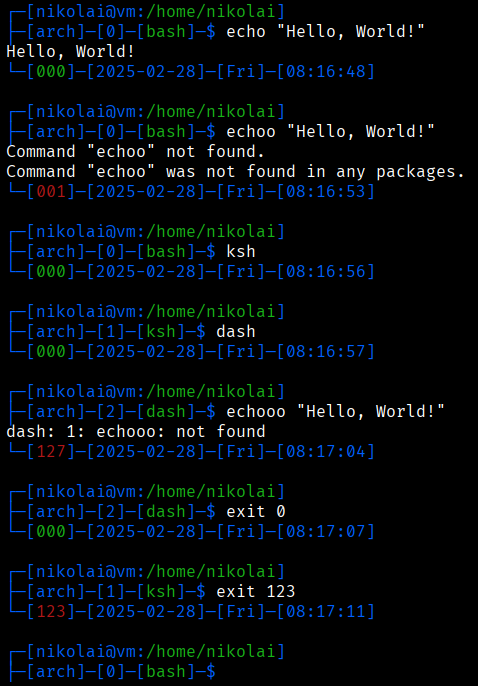 ┌─[nikolai@vm:/home/nikolai]
├─[arch]─[0]─[bash]─$ echo "Hello, World!"
Hello, World!
└─[000]─[2025-02-28]─[Fri]─[08:16:48]

┌─[nikolai@vm:/home/nikolai]
├─[arch]─[0]─[bash]─$ echoo "Hello, World!"
Command "echoo" not found.
Command "echoo" was not found in any packages.
└─[001]─[2025-02-28]─[Fri]─[08:16:53]

┌─[nikolai@vm:/home/nikolai]
├─[arch]─[0]─[bash]─$ ksh
└─[000]─[2025-02-28]─[Fri]─[08:16:56]

┌─[nikolai@vm:/home/nikolai]
├─[arch]─[1]─[ksh]─$ dash
└─[000]─[2025-02-28]─[Fri]─[08:16:57]

┌─[nikolai@vm:/home/nikolai]
├─[arch]─[2]─[dash]─$ echooo "Hello, World!"
dash: 1: echooo: not found
└─[127]─[2025-02-28]─[Fri]─[08:17:04]

┌─[nikolai@vm:/home/nikolai]
├─[arch]─[2]─[dash]─$ exit 0
└─[000]─[2025-02-28]─[Fri]─[08:17:07]

┌─[nikolai@vm:/home/nikolai]
├─[arch]─[1]─[ksh]─$ exit 123
└─[123]─[2025-02-28]─[Fri]─[08:17:11]

┌─[nikolai@vm:/home/nikolai]
├─[arch]─[0]─[bash]─$